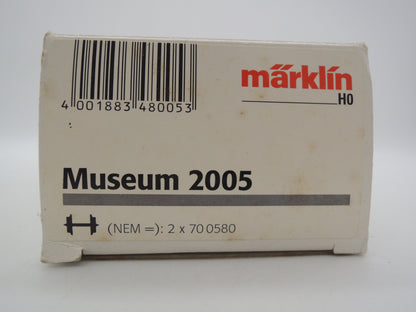 4 001883 480053
märklin
H0
Museum 2005
(NEM =): 2 x 70 0580